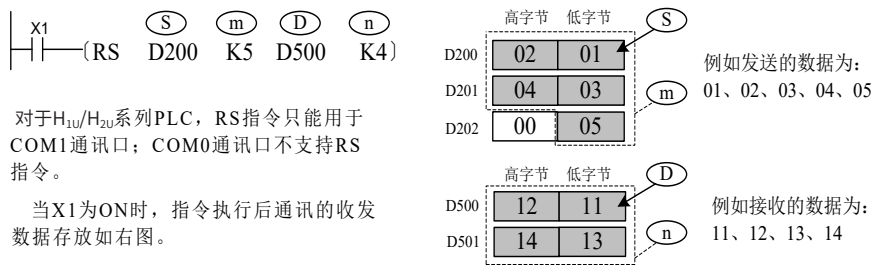 X1
S m D n
(RS D200 K5 D500 K4)
对于H1U/H2U系列PLC，RS指令只能用于
COM1通讯口；COM0通讯口不支持RS
指令。
当X1为ON时，指令执行后通讯的收发
数据存放如右图。
高字节 低字节 S
D200 02 01
D201 04 03 m
D202 00 05
例如发送的数据为：
01、02、03、04、05
高字节 低字节 D
D500 12 11
D501 14 13 n
例如接收的数据为：
11、12、13、14